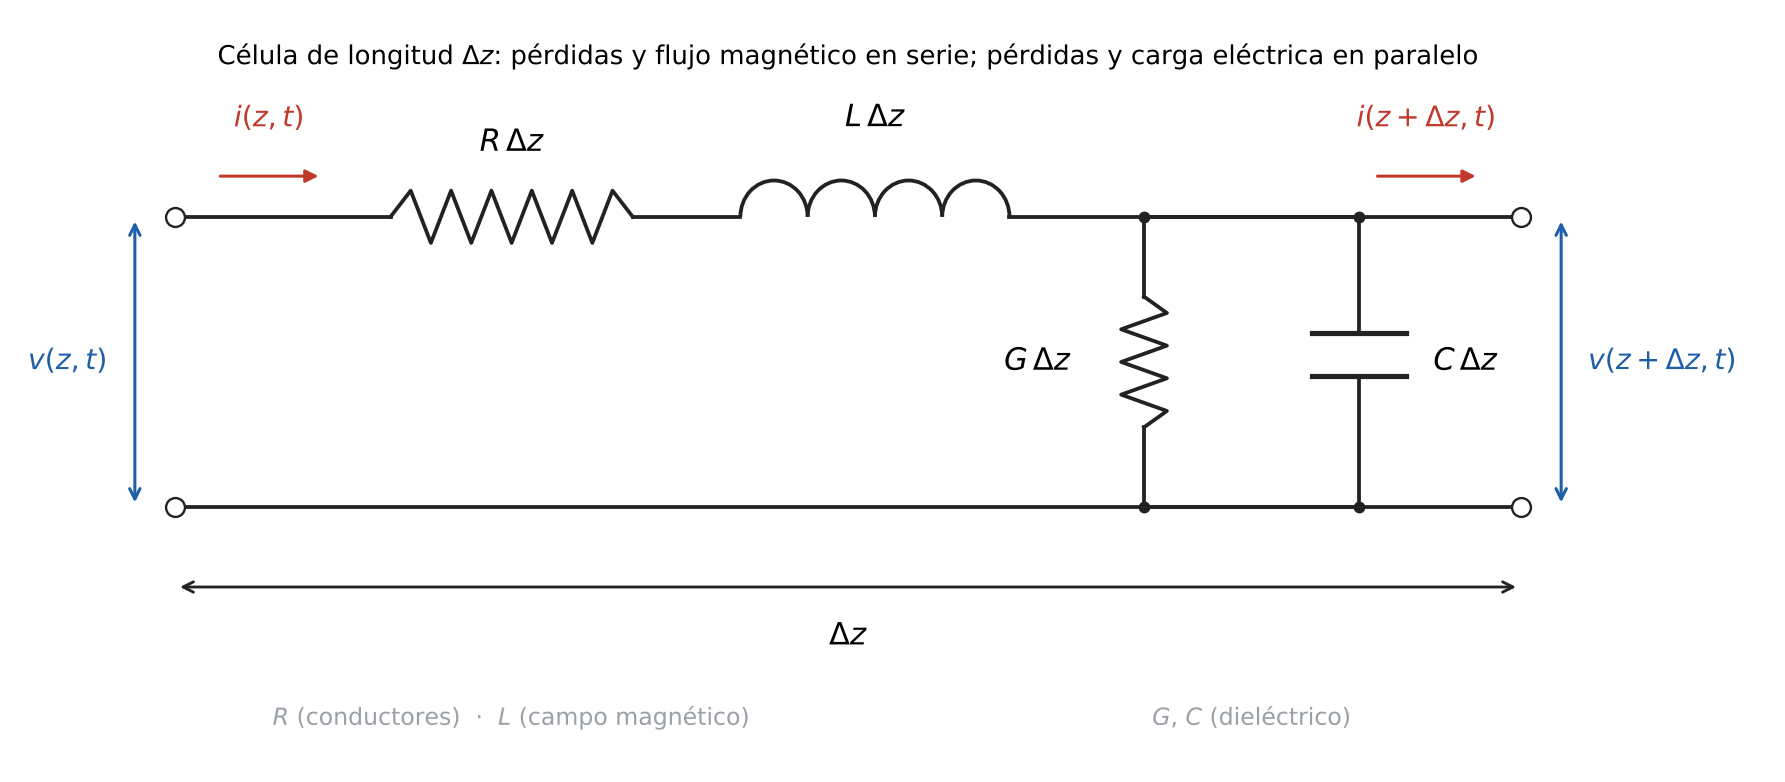 Célula de longitud Δz: pérdidas y flujo magnético en serie; pérdidas y carga eléctrica en paralelo
i(z, t)
R Δz
L Δz
i(z + Δz, t)
v(z, t)
G Δz
C Δz
v(z + Δz, t)
Δz
R (conductores) · L (campo magnético)
G, C (dieléctrico)